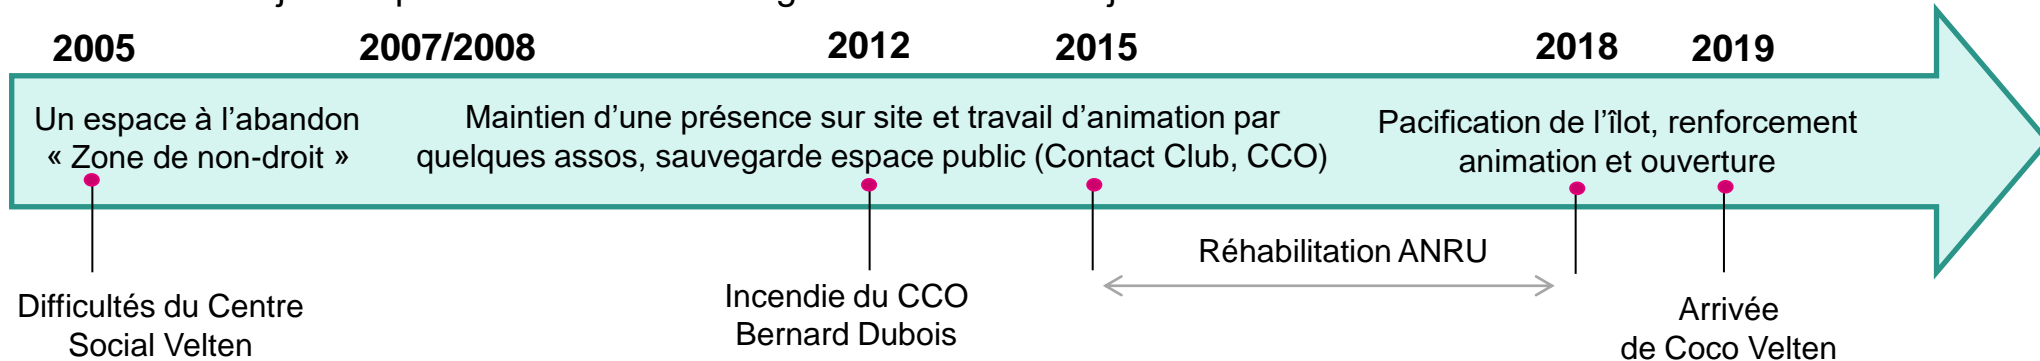 2005 2007/2008 2012 2015 2018 2019
Un espace à l’abandon
« Zone de non-droit »
Maintien d’une présence sur site et travail d’animation par
quelques assos, sauvegarde espace public (Contact Club, CCO)
Pacification de l’îlot, renforcement
animation et ouverture
Réhabilitation ANRU
Difficultés du Centre
Social Velten
Incendie du CCO
Bernard Dubois
Arrivée
de Coco Velten